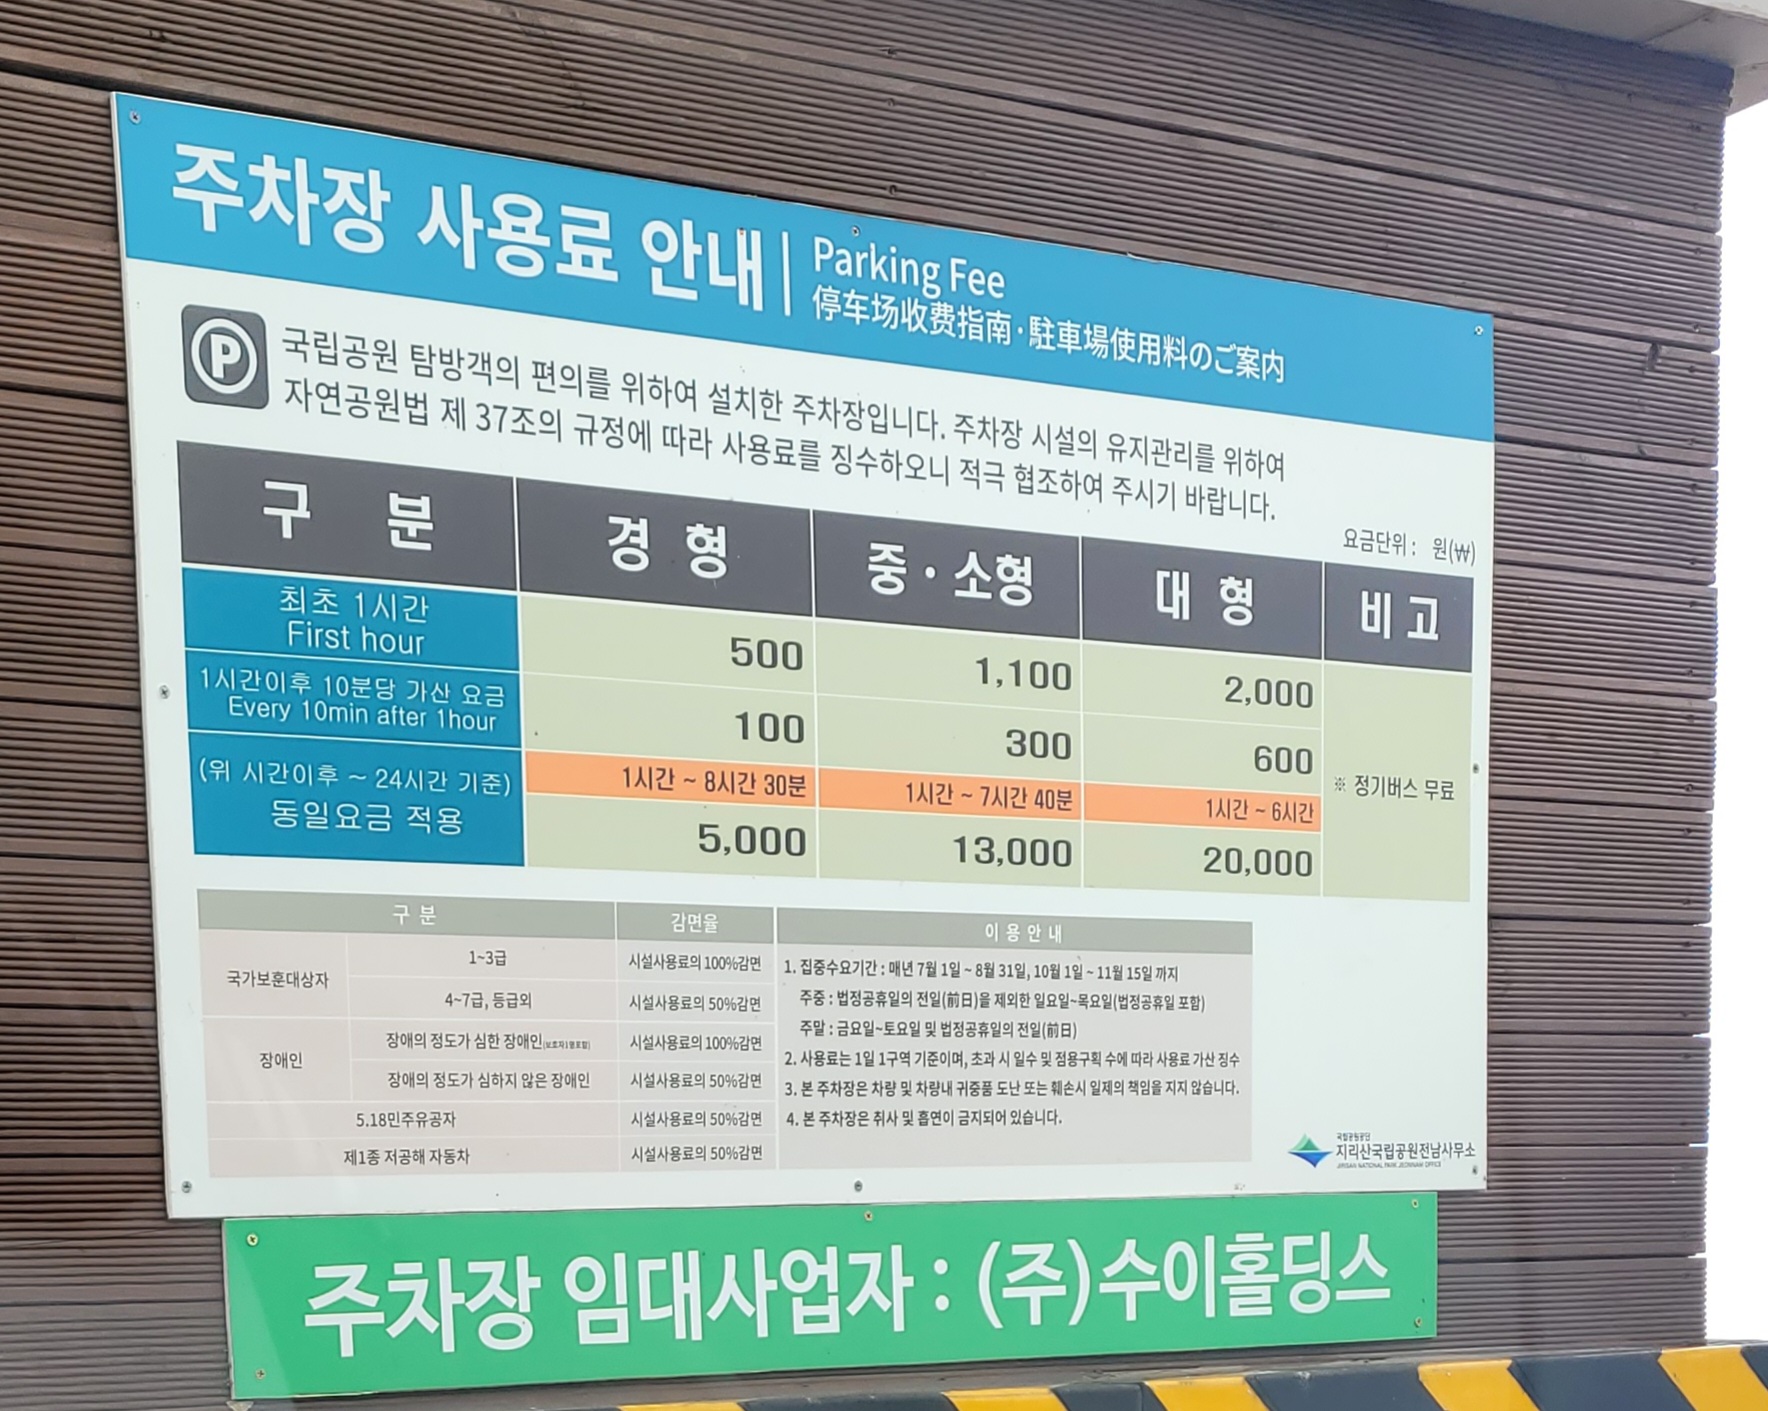 주차장 사용료 안내
Parking Fee
停车场收费指南·駐車場使用料のご案内
국립공원 탐방객의 편의를 위하여 설치한 주차장입니다. 주차장 시설의 유지관리를 위하여
자연공원법 제 37조의 규정에 따라 사용료를 징수하오니 적극 협조하여 주시기 바랍니다.
요금단위 : 원(₩)
구 분 경 형 중·소형 대 형 비 고
최초 1시간
First hour
500 1,100 2,000
1시간이후 10분당 가산 요금
Every 10min after 1hour
100 300 600
※ 정기버스 무료
(위 시간이후 ~ 24시간 기준)
동일요금 적용
1시간 ~ 8시간 30분 1시간 ~ 7시간 40분 1시간 ~ 6시간
5,000 13,000 20,000
구 분 감면율
국가보훈대상자
1~3급 시설사용료의 100%감면
4~7급, 등급외 시설사용료의 50%감면
장애인
장애의 정도가 심한 장애인(보호자1명포함) 시설사용료의 100%감면
장애의 정도가 심하지 않은 장애인 시설사용료의 50%감면
5.18민주유공자 시설사용료의 50%감면
제1종 저공해 자동차 시설사용료의 50%감면
이 용 안 내
1. 집중수요기간 : 매년 7월 1일 ~ 8월 31일, 10월 1일 ~ 11월 15일 까지
주중 : 법정공휴일의 전일(前日)을 제외한 일요일~목요일(법정공휴일 포함)
주말 : 금요일~토요일 및 법정공휴일의 전일(前日)
2. 사용료는 1일 1구역 기준이며, 초과 시 일수 및 점용구획 수에 따라 사용료 가산 징수
3. 본 주차장은 차량 및 차량내 귀중품 도난 또는 훼손시 일제의 책임을 지지 않습니다.
4. 본 주차장은 취사 및 흡연이 금지되어 있습니다.
국립공원공단
지리산국립공원전남사무소
JIRISAN NATIONAL PARK JEONNAM OFFICE
주차장 임대사업자 : (주)수이홀딩스